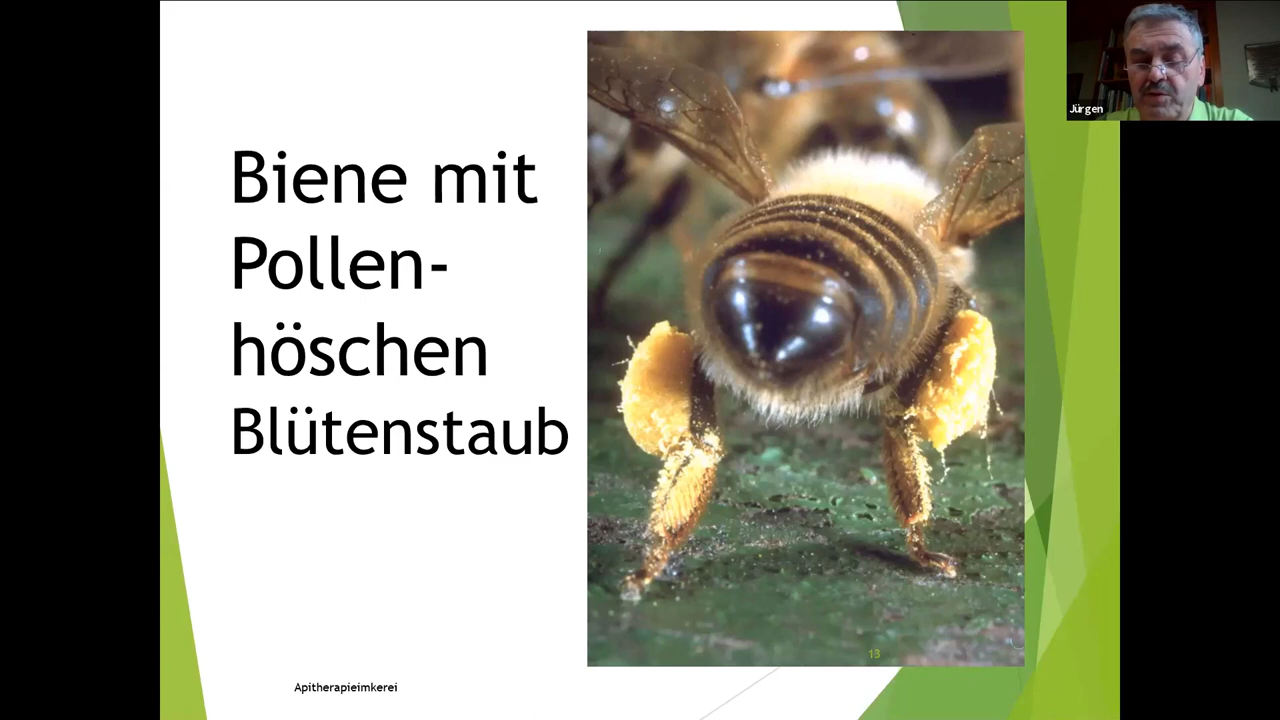 Biene mit
Pollen-
höschen
Blütenstaub
Jürgen
13
Apitherapieimkerei